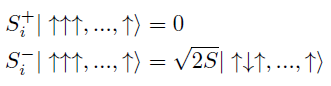 S_i^+| ↑↑↑, ..., ↑⟩ = 0
S_i^-| ↑↑↑, ..., ↑⟩ = √2S| ↑↓↑, ..., ↑⟩